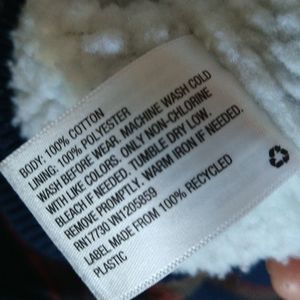 BODY: 100% COTTON
LINING: 100% POLYESTER
WASH BEFORE WEAR. MACHINE WASH COLD
WITH LIKE COLORS. ONLY NON-CHLORINE
BLEACH IF NEEDED. TUMBLE DRY LOW.
REMOVE PROMPTLY. WARM IRON IF NEEDED.
RN17730 VN1205859
LABEL MADE FROM 100% RECYCLED
PLASTIC